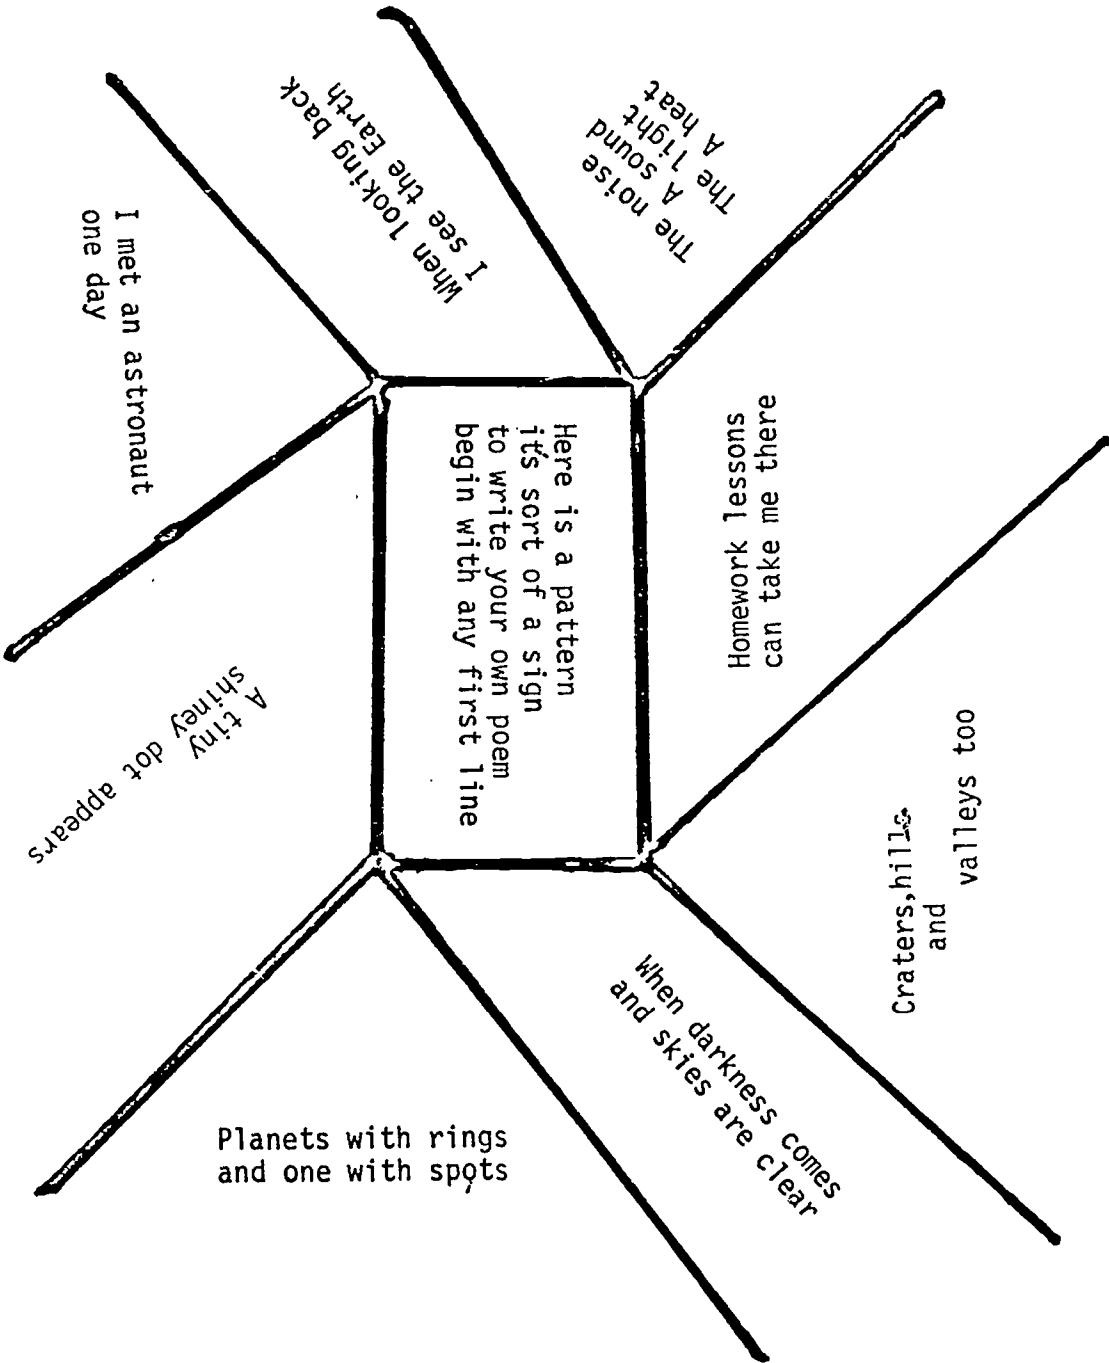 Here is a pattern
it's sort of a sign
to write your own poem
begin with any first line
When looking back
I see the Earth
The noise
A sound
The light
A heat
Homework lessons
can take me there
Craters,hills
and
valleys too
When darkness comes
and skies are clear
Planets with rings
and one with spots
A tiny
shiney dot appears
I met an astronaut
one day